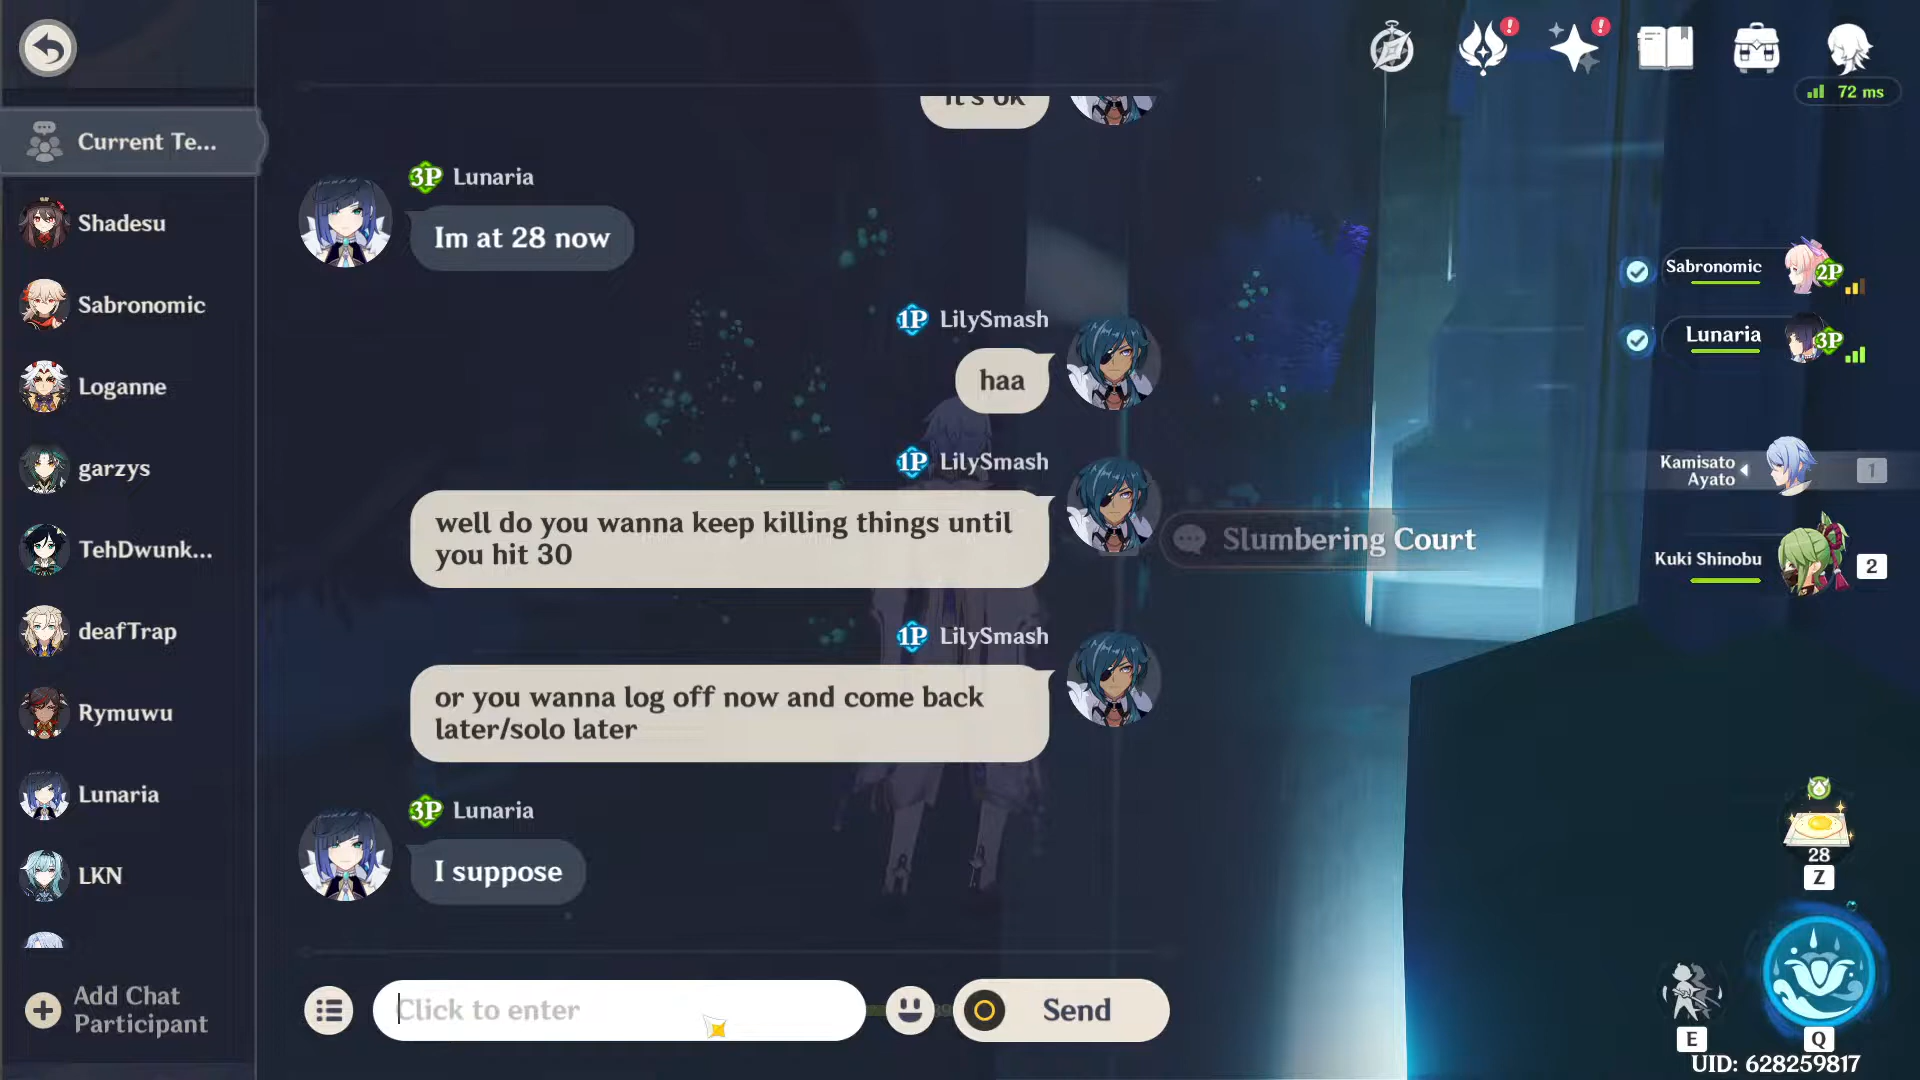 72 ms
Current Te...
Shadesu
Sabronomic
Loganne
garzys
TehDwunk...
deafTrap
Rymuwu
Lunaria
LKN
Add Chat
Participant
It's ok
3P Lunaria
Im at 28 now
1P LilySmash
haa
1P LilySmash
well do you wanna keep killing things until
you hit 30
1P LilySmash
or you wanna log off now and come back
later/solo later
3P Lunaria
I suppose
Click to enter
Send
Slumbering Court
Sabronomic 2P
Lunaria 3P
Kamisato
Ayato 1
Kuki Shinobu 2
28
Z
E
Q
UID: 628259817